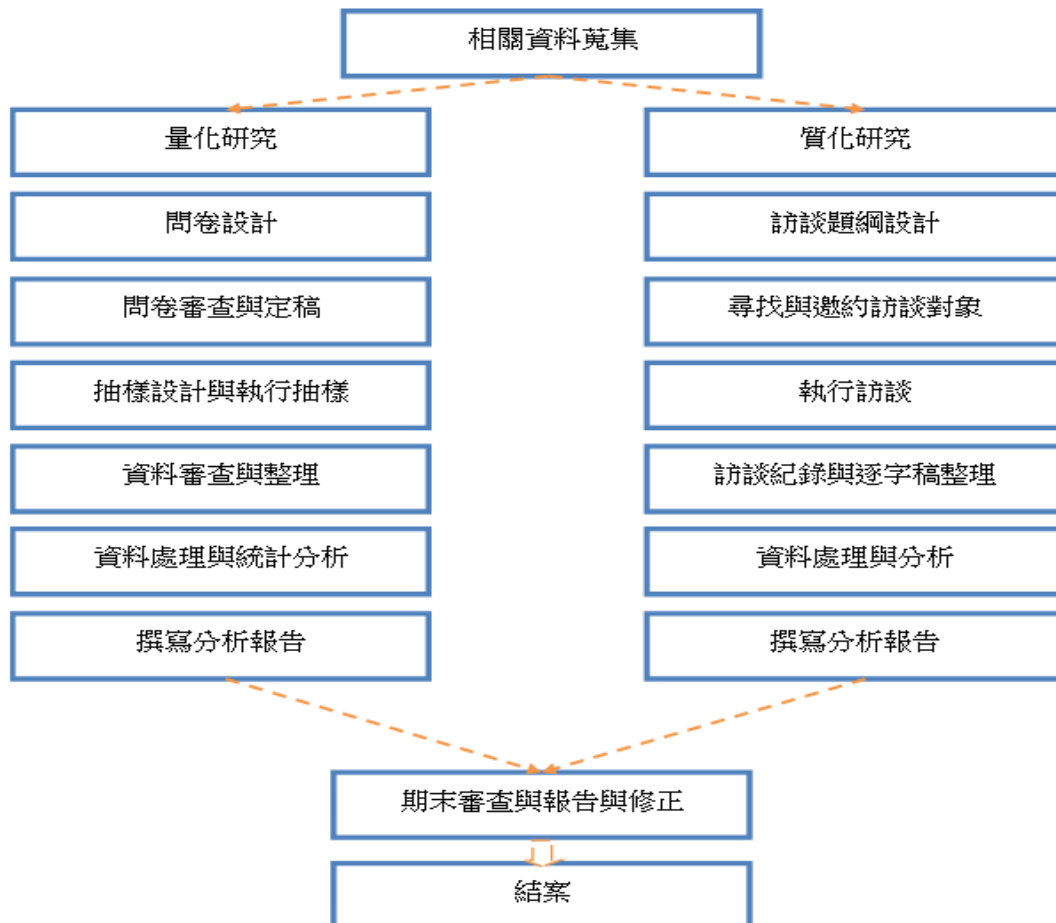 相關資料蒐集
量化研究
問卷設計
問卷審查與定稿
抽樣設計與執行抽樣
資料審查與整理
資料處理與統計分析
撰寫分析報告
質化研究
訪談題綱設計
尋找與邀約訪談對象
執行訪談
訪談紀錄與逐字稿整理
資料處理與分析
撰寫分析報告
期末審查與報告與修正
結案